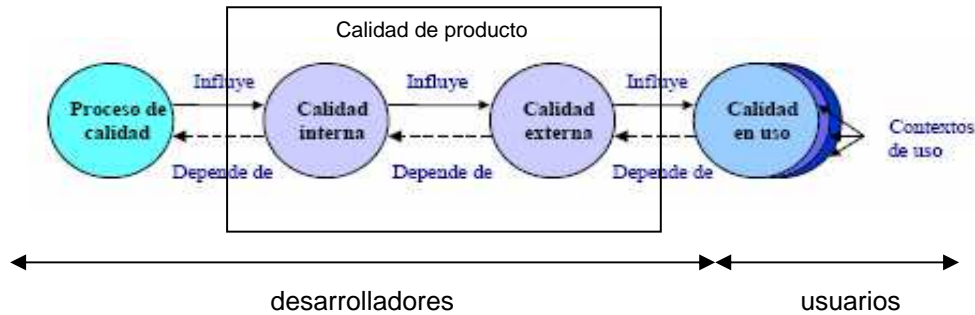 Calidad de producto
Influye
Influye
Influye
Proceso de
calidad
Calidad
interna
Calidad
externa
Calidad
en uso
Contextos
de uso
Depende de
Depende de
Depende de
desarrolladores
usuarios